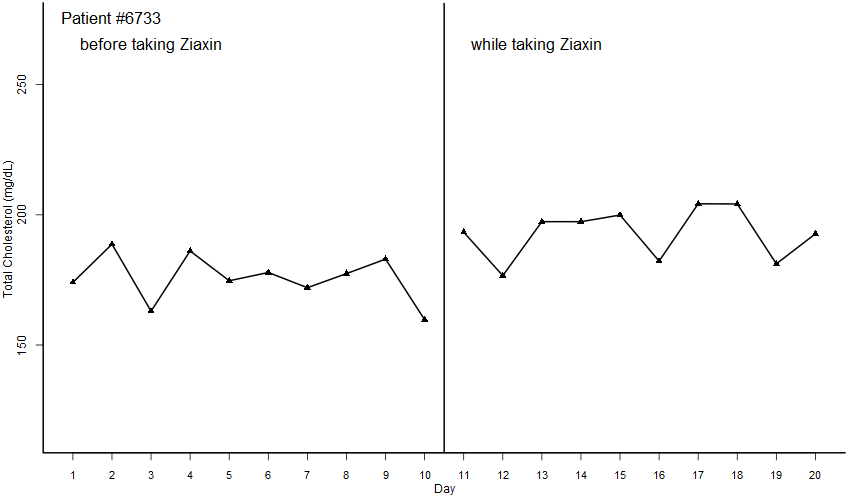 Patient #6733
before taking Ziaxin
while taking Ziaxin
250
200
150
Total Cholesterol (mg/dL)
1 2 3 4 5 6 7 8 9 10 11 12 13 14 15 16 17 18 19 20
Day